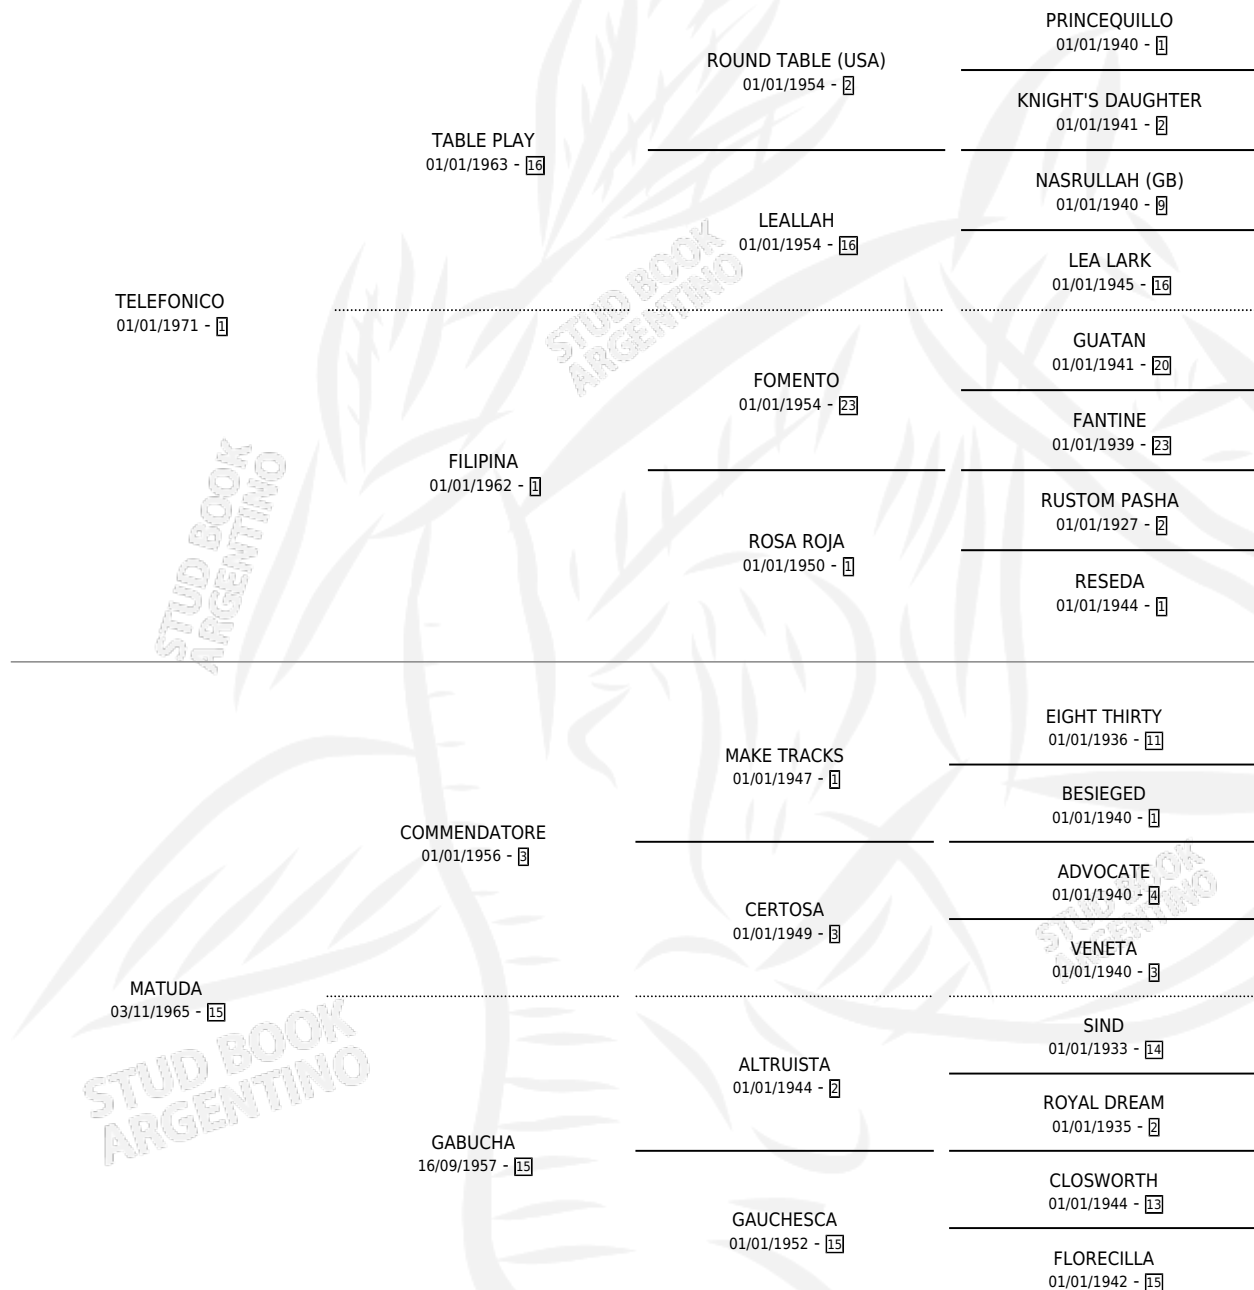 PRINCEQUILLO
01/01/1940 - 1
ROUND TABLE (USA)
01/01/1954 - 2
KNIGHT'S DAUGHTER
01/01/1941 - 2
TABLE PLAY
01/01/1963 - 16
NASRULLAH (GB)
01/01/1940 - 9
LEALLAH
01/01/1954 - 16
LEA LARK
01/01/1945 - 16
TELEFONICO
01/01/1971 - 1
GUATAN
01/01/1941 - 20
FOMENTO
01/01/1954 - 23
FANTINE
01/01/1939 - 23
FILIPINA
01/01/1962 - 1
RUSTOM PASHA
01/01/1927 - 2
ROSA ROJA
01/01/1950 - 1
RESEDA
01/01/1944 - 1
STUD BOOK
ARGENTINO
STUD BOOK
ARGENTINO
EIGHT THIRTY
01/01/1936 - 11
MAKE TRACKS
01/01/1947 - 1
BESIEGED
01/01/1940 - 1
COMMENDATORE
01/01/1956 - 3
ADVOCATE
01/01/1940 - 4
CERTOSA
01/01/1949 - 3
VENETA
01/01/1940 - 3
MATUDA
03/11/1965 - 15
SIND
01/01/1933 - 14
ALTRUISTA
01/01/1944 - 2
ROYAL DREAM
01/01/1935 - 2
GABUCHA
16/09/1957 - 15
CLOSWORTH
01/01/1944 - 13
GAUCHESCA
01/01/1952 - 15
FLORECILLA
01/01/1942 - 15
STUD BOOK
ARGENTINO
STUD BOOK
ARGENTINO